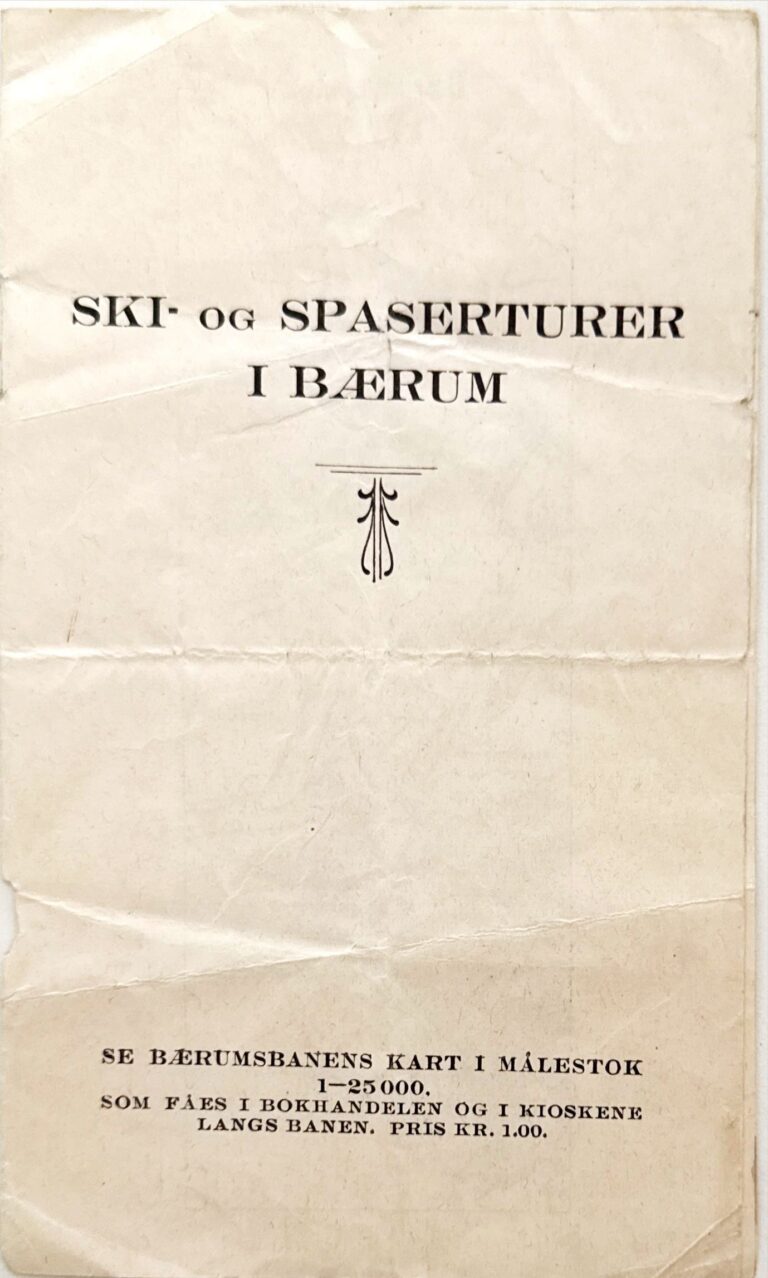 SKI- OG SPASERTURER
I BÆRUM
SE BÆRUMSBANENS KART I MÅLESTOK
1—25000.
SOM FÅES I BOKHANDELEN OG I KIOSKENE
LANGS BANEN. PRIS KR. 1.00.